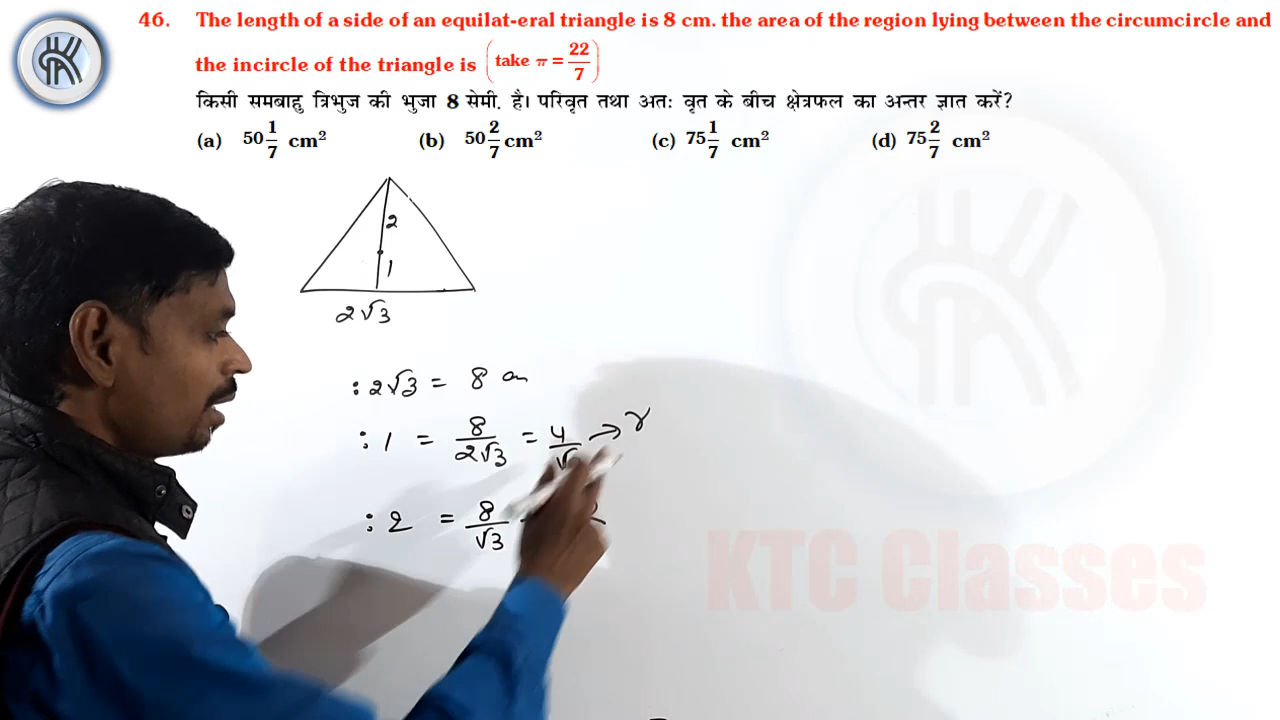 46. The length of a side of an equilat-eral triangle is 8 cm. the area of the region lying between the circumcircle and
the incircle of the triangle is (take π = 22/7)
किसी समबाहु त्रिभुज की भुजा 8 सेमी. है। परिवृत तथा अतः वृत के बीच क्षेत्रफल का अन्तर ज्ञात करें?
(a) 50 1/7 cm² (b) 50 2/7 cm² (c) 75 1/7 cm² (d) 75 2/7 cm²
2
1
2√3
: 2√3 = 8 cm
: 1 = 8/2√3 = 4/√ → r
: 2 = 8/√3
KTC Classes